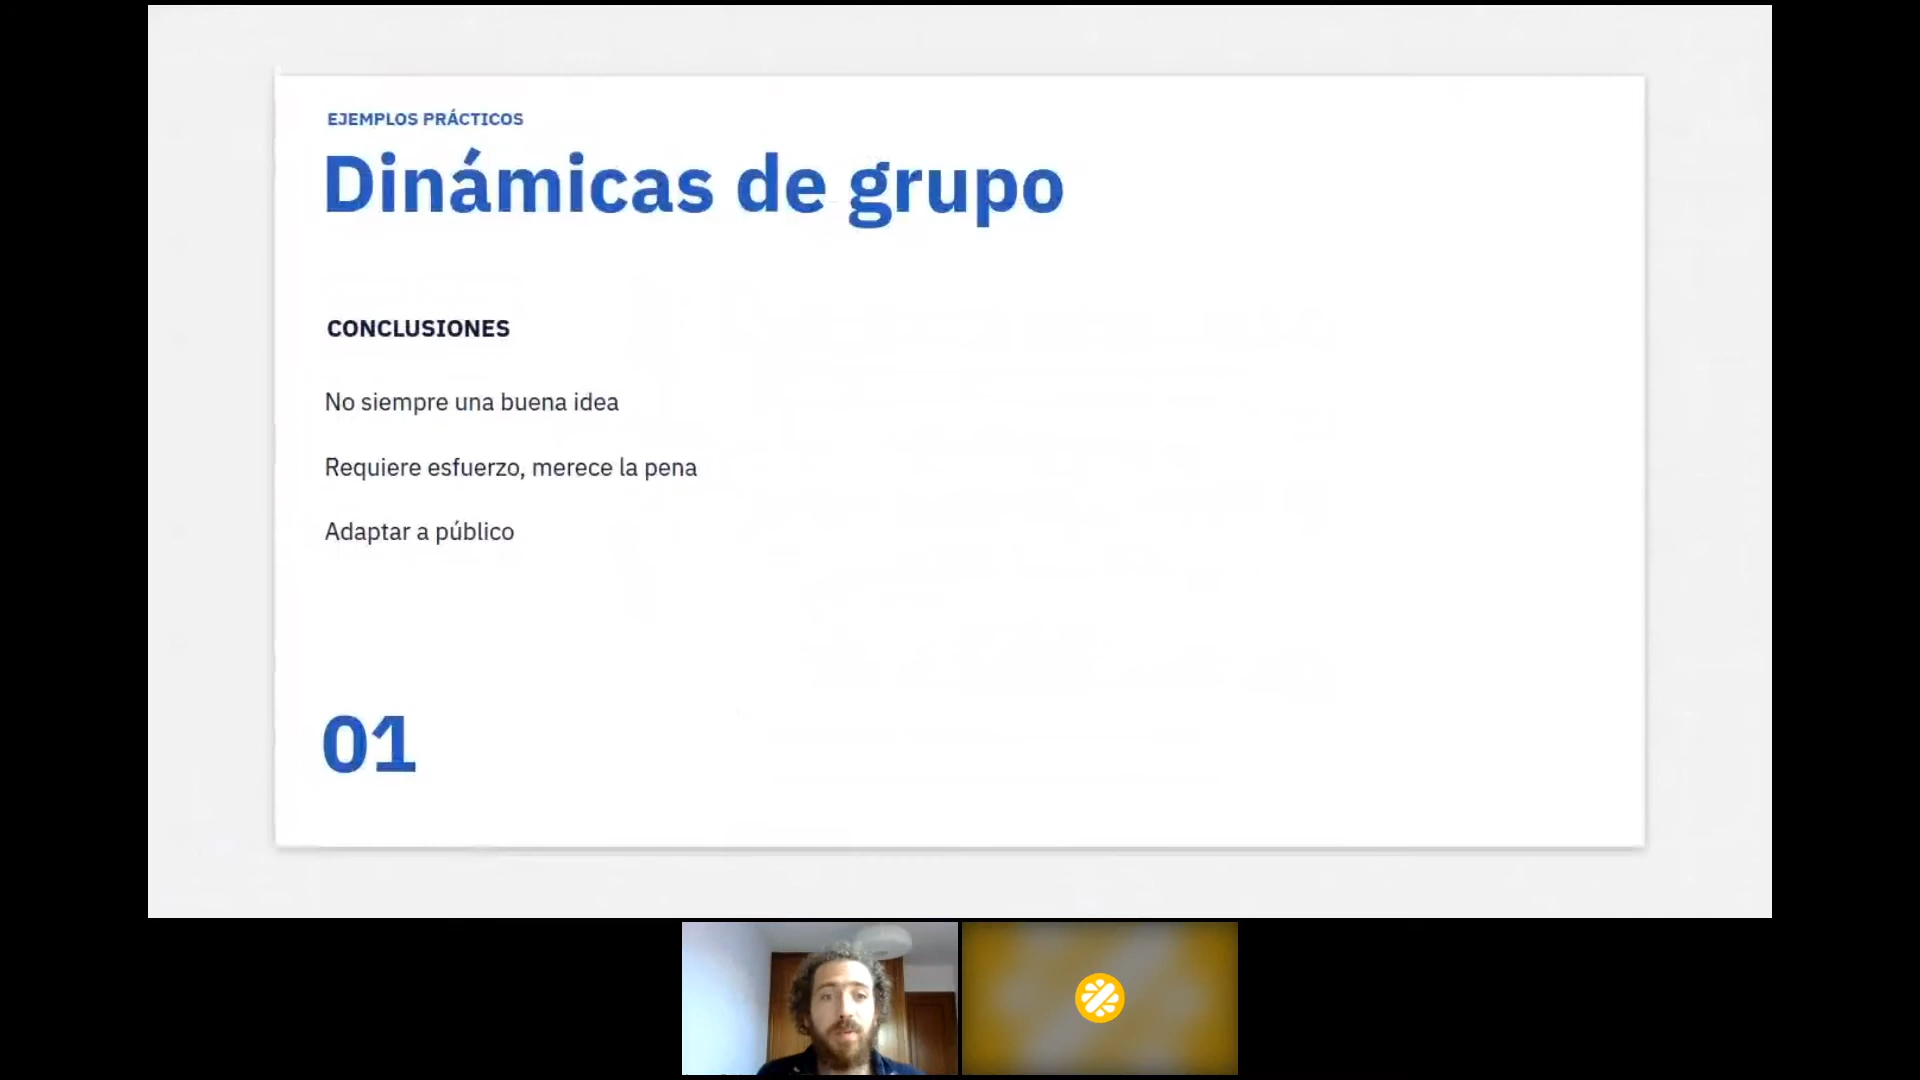 EJEMPLOS PRÁCTICOS
Dinámicas de grupo
CONCLUSIONES
No siempre una buena idea
Requiere esfuerzo, merece la pena
Adaptar a público
01